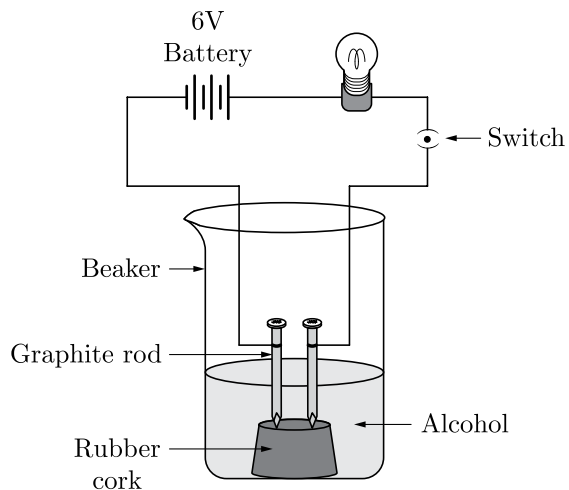 6V
Battery
Switch
Beaker
Graphite rod
Alcohol
Rubber
cork